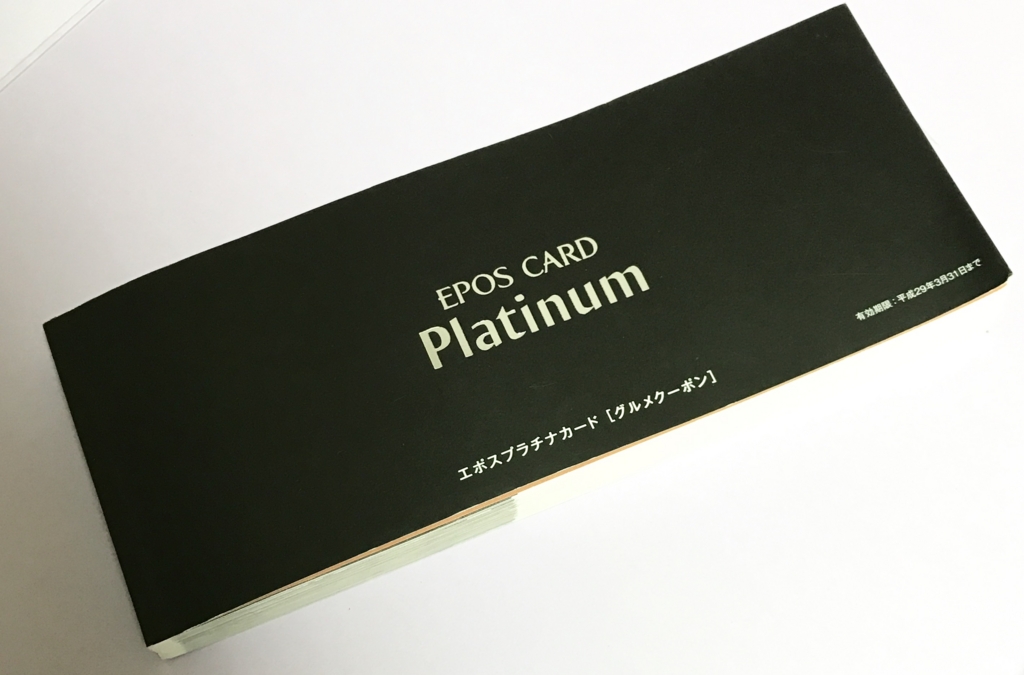 EPOS CARD
Platinum
エポスプラチナカード［グルメクーポン］
有効期限：平成29年3月31日まで